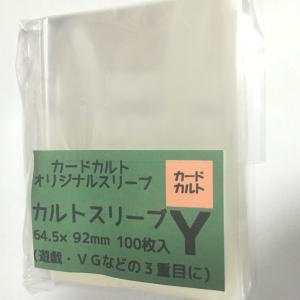 カードカルト
オリジナルスリーブ
カード
カルト
カルトスリーブ Y
64.5× 92mm 100枚入
(遊戯・VGなどの3重目に)